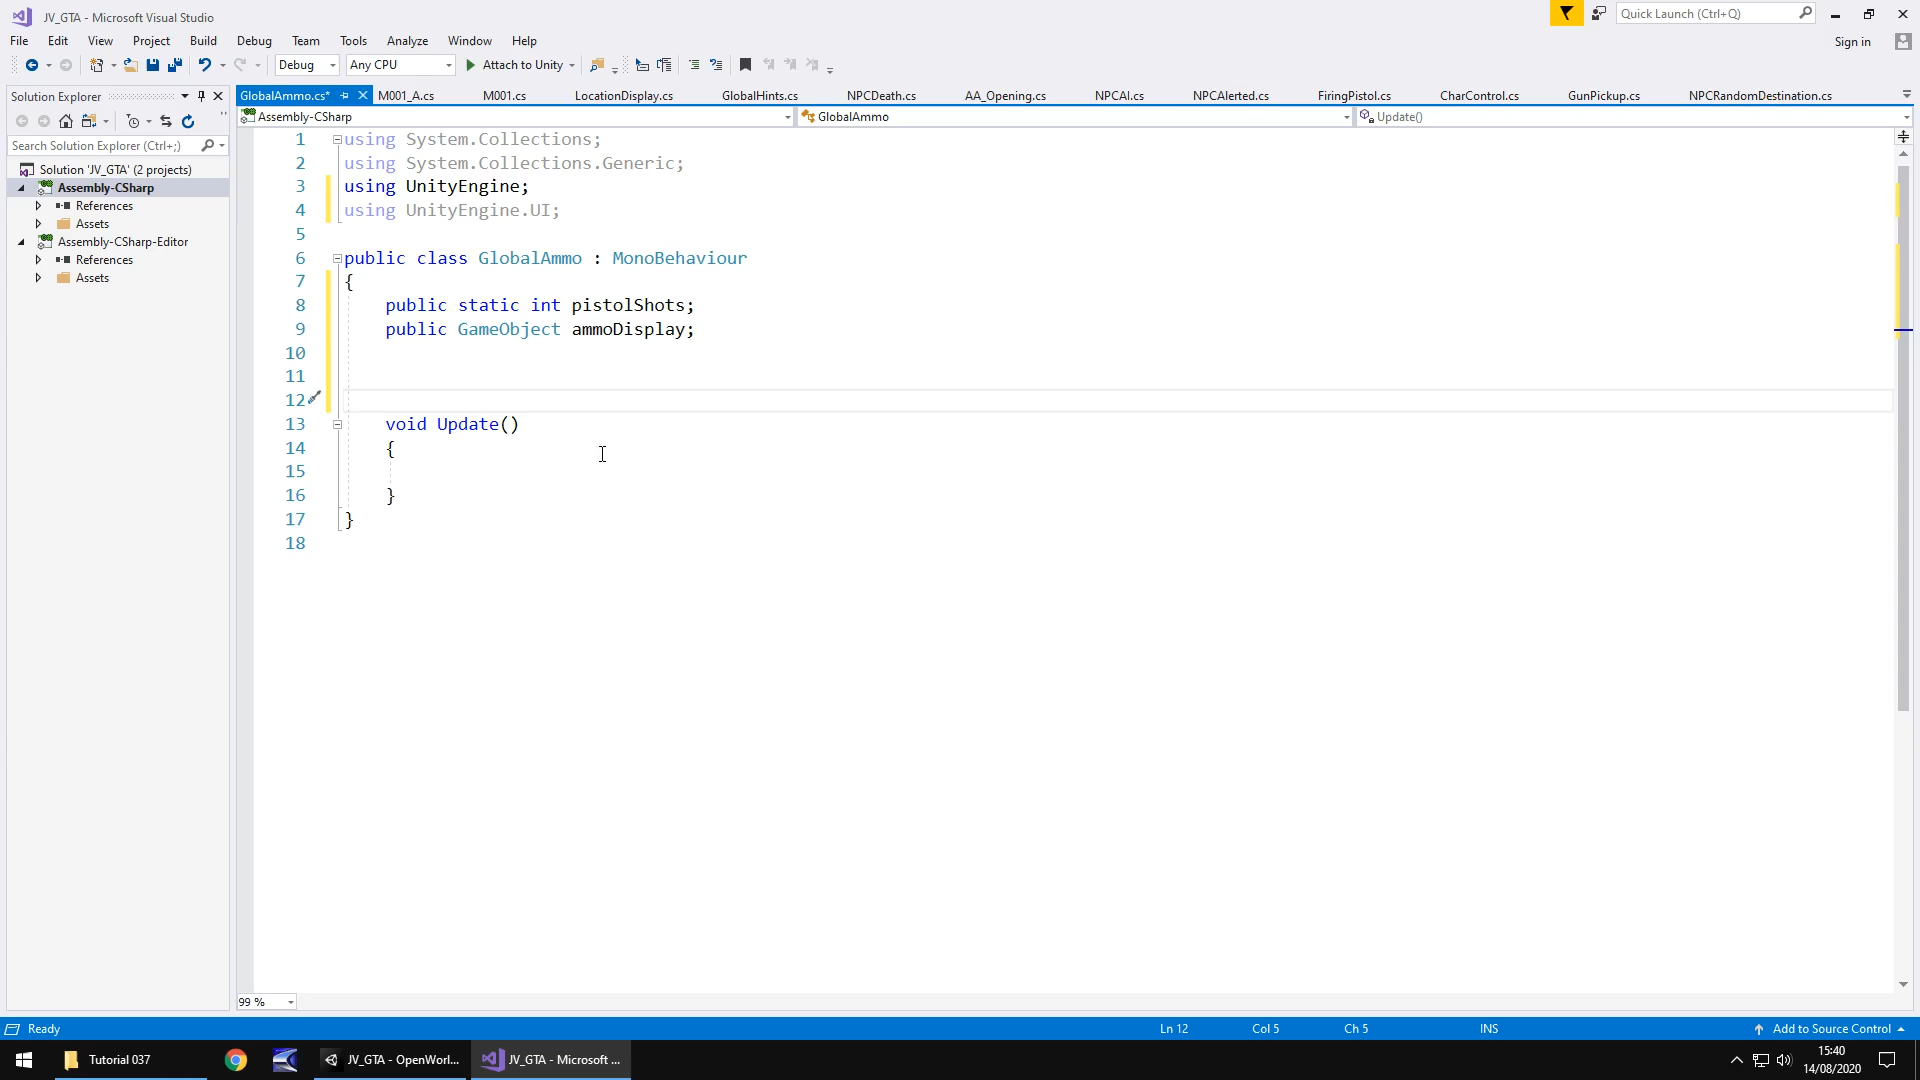 JV_GTA - Microsoft Visual Studio
Quick Launch (Ctrl+Q)
File Edit View Project Build Debug Team Tools Analyze Window Help
Sign in
Debug Any CPU Attach to Unity
Solution Explorer
GlobalAmmo.cs* M001_A.cs M001.cs LocationDisplay.cs GlobalHints.cs NPCDeath.cs AA_Opening.cs NPCAI.cs NPCAlerted.cs FiringPistol.cs CharControl.cs GunPickup.cs NPCRandomDestination.cs
Assembly-CSharp GlobalAmmo Update()
Search Solution Explorer (Ctrl+;)
Solution 'JV_GTA' (2 projects)
Assembly-CSharp
References
Assets
Assembly-CSharp-Editor
References
Assets
1 using System.Collections;
2 using System.Collections.Generic;
3 using UnityEngine;
4 using UnityEngine.UI;
5
6 public class GlobalAmmo : MonoBehaviour
7 {
8 public static int pistolShots;
9 public GameObject ammoDisplay;
10
11
12
13 void Update()
14 {
15
16 }
17 }
18
99 %
Ready Ln 12 Col 5 Ch 5 INS Add to Source Control
Tutorial 037 JV_GTA - OpenWorl... JV_GTA - Microsoft ... 15:40
14/08/2020